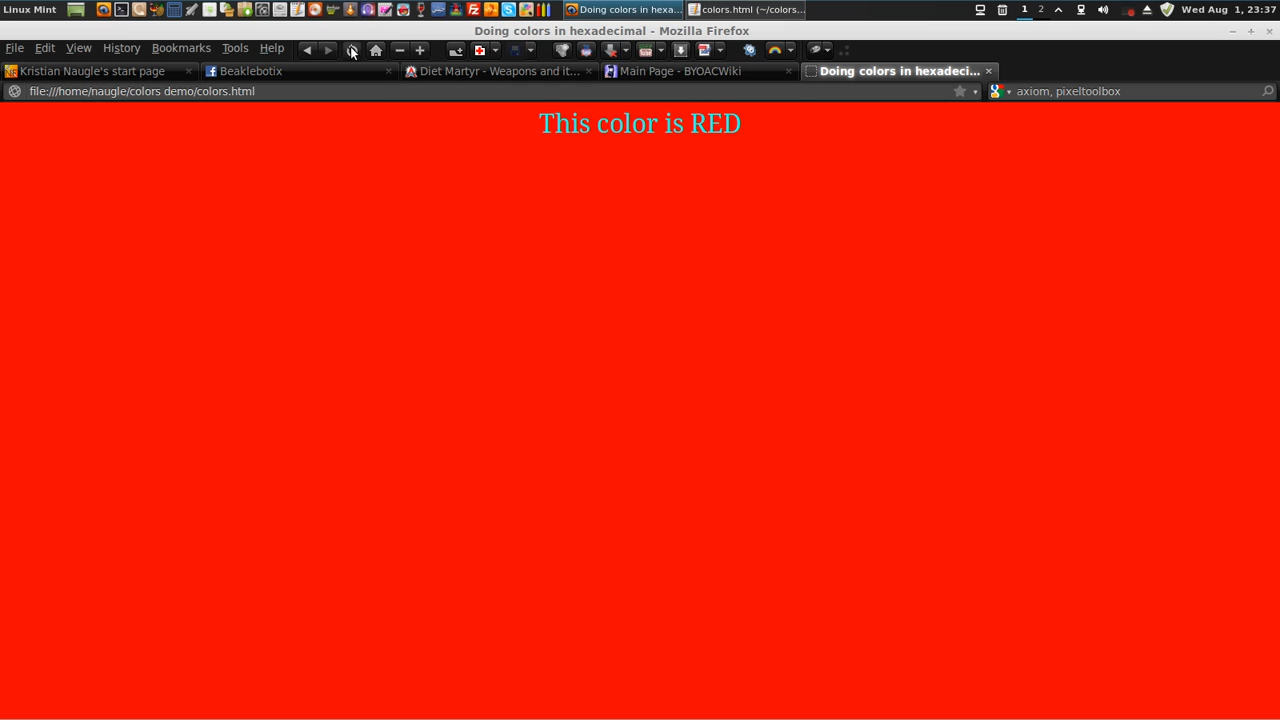 Linux Mint
Doing colors in hexa...
colors.html (~/colors...
1 2
Wed Aug 1, 23:37
Doing colors in hexadecimal - Mozilla Firefox
File Edit View History Bookmarks Tools Help
Kristian Naugle's start page
Beaklebotix
Diet Martyr - Weapons and it...
Main Page - BYOACWiki
Doing colors in hexadeci...
file:///home/naugle/colors demo/colors.html
axiom, pixeltoolbox
This color is RED